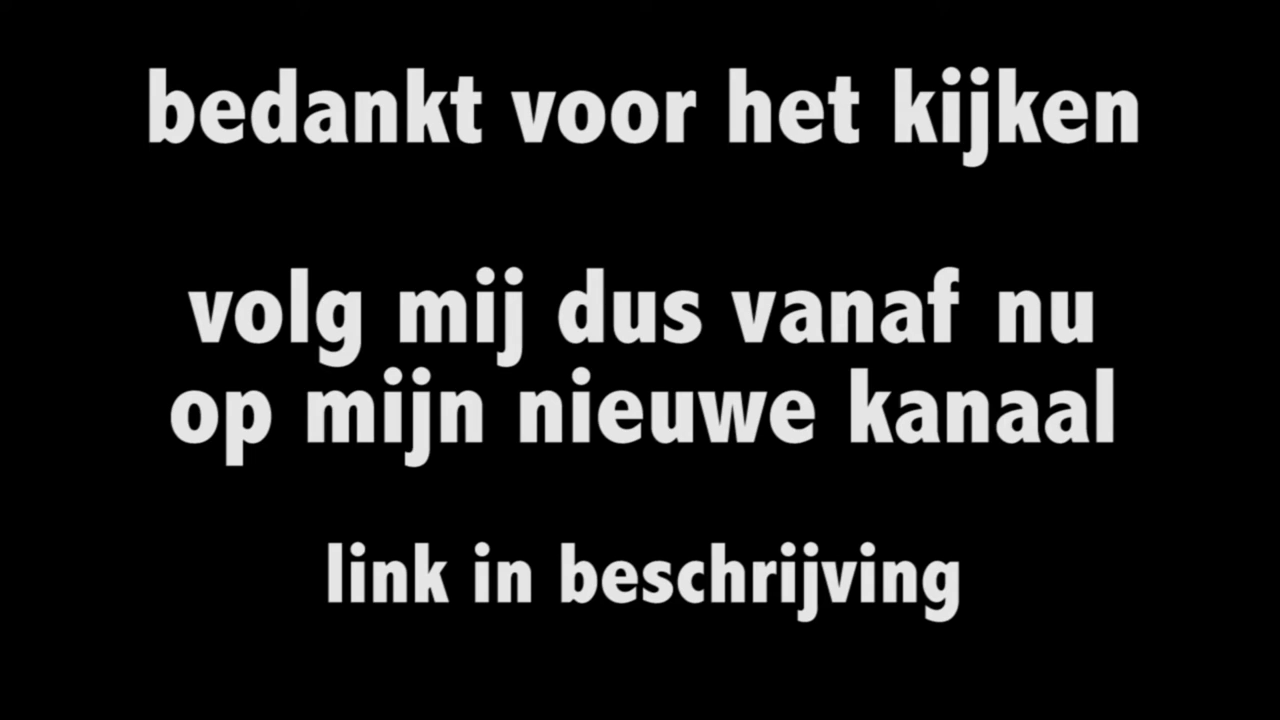 bedankt voor het kijken
volg mij dus vanaf nu
op mijn nieuwe kanaal
link in beschrijving